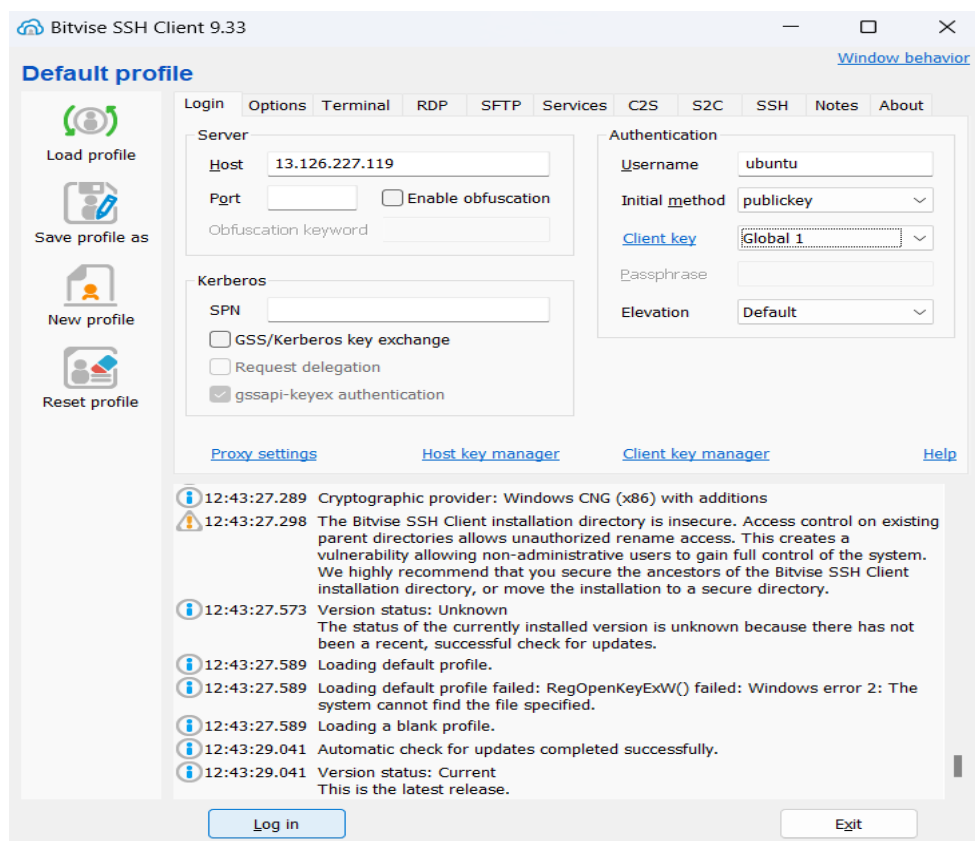 Bitvise SSH Client 9.33
Window behavior
Default profile
Load profile
Save profile as
New profile
Reset profile
Login Options Terminal RDP SFTP Services C2S S2C SSH Notes About
Server
Host 13.126.227.119
Port Enable obfuscation
Obfuscation keyword
Kerberos
SPN
GSS/Kerberos key exchange
Request delegation
gssapi-keyex authentication
Authentication
Username ubuntu
Initial method publickey
Client key Global 1
Passphrase
Elevation Default
Proxy settings Host key manager Client key manager Help
12:43:27.289 Cryptographic provider: Windows CNG (x86) with additions
12:43:27.298 The Bitvise SSH Client installation directory is insecure. Access control on existing
parent directories allows unauthorized rename access. This creates a
vulnerability allowing non-administrative users to gain full control of the system.
We highly recommend that you secure the ancestors of the Bitvise SSH Client
installation directory, or move the installation to a secure directory.
12:43:27.573 Version status: Unknown
The status of the currently installed version is unknown because there has not
been a recent, successful check for updates.
12:43:27.589 Loading default profile.
12:43:27.589 Loading default profile failed: RegOpenKeyExW() failed: Windows error 2: The
system cannot find the file specified.
12:43:27.589 Loading a blank profile.
12:43:29.041 Automatic check for updates completed successfully.
12:43:29.041 Version status: Current
This is the latest release.
Log in Exit